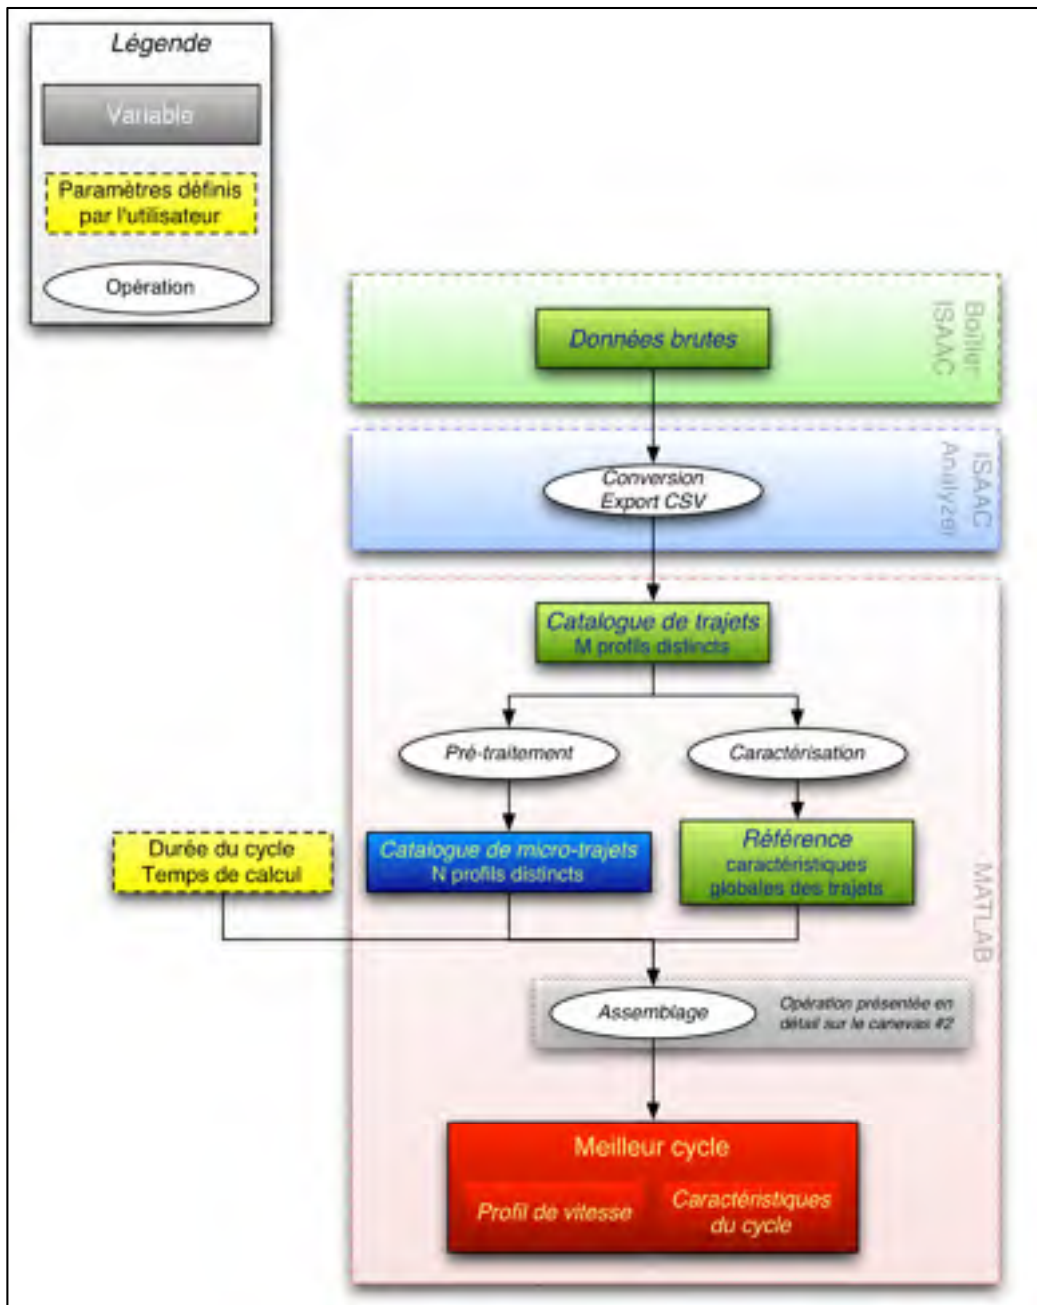 Légende
Variable
Paramètres définis
par l'utilisateur
Opération
Données brutes
Boitier
ISAAC
Conversion
Export CSV
ISAAC
Analyzer
Catalogue de trajets
M profils distincts
Pré-traitement
Caractérisation
Durée du cycle
Temps de calcul
Catalogue de micro-trajets
N profils distincts
Référence
caractéristiques
globales des trajets
MATLAB
Assemblage
Opération présentée en
détail sur le canevas #2
Meilleur cycle
Profil de vitesse
Caractéristiques
du cycle